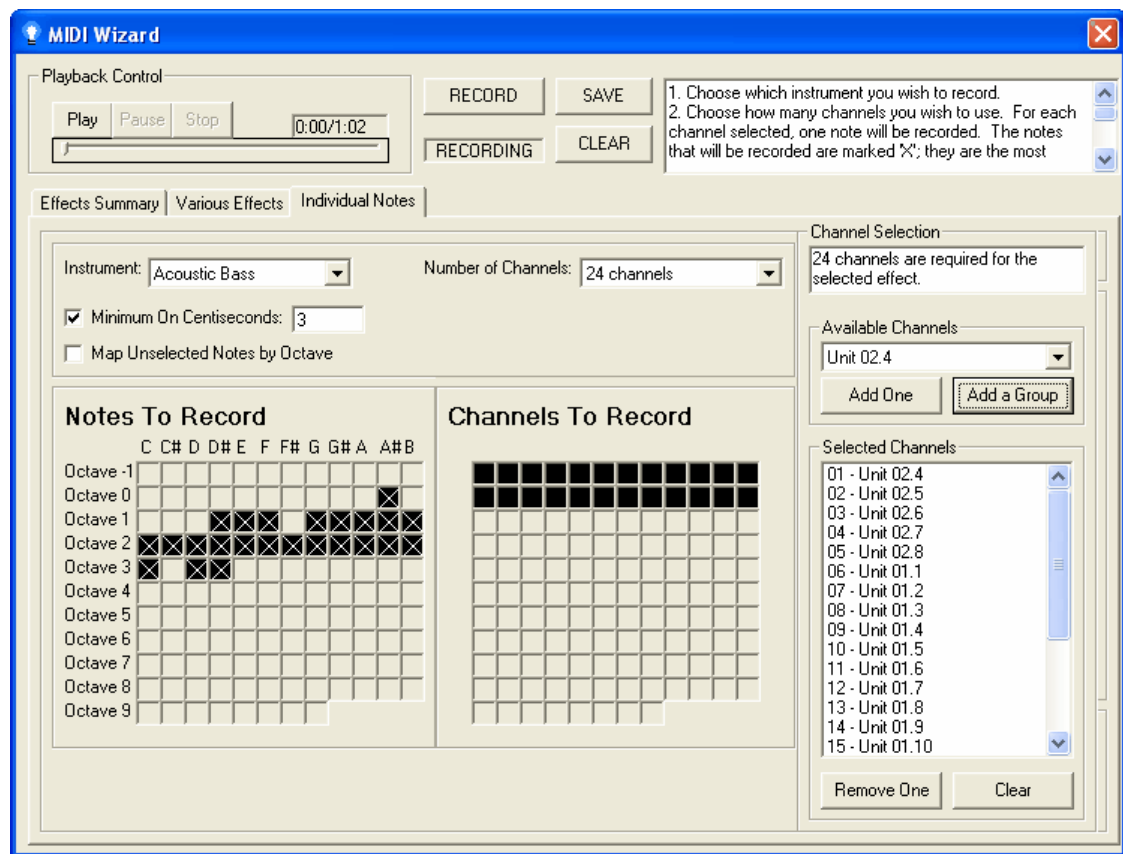 MIDI Wizard
Playback Control
Play Pause Stop 0:00/1:02
RECORD SAVE
RECORDING CLEAR
1. Choose which instrument you wish to record.
2. Choose how many channels you wish to use. For each
channel selected, one note will be recorded. The notes
that will be recorded are marked 'X'; they are the most
Effects Summary Various Effects Individual Notes
Instrument: Acoustic Bass Number of Channels: 24 channels
Minimum On Centiseconds: 3
Map Unselected Notes by Octave
Notes To Record
C C# D D# E F F# G G# A A# B
Octave -1
Octave 0
Octave 1
Octave 2
Octave 3
Octave 4
Octave 5
Octave 6
Octave 7
Octave 8
Octave 9
Channels To Record
Channel Selection
24 channels are required for the
selected effect.
Available Channels
Unit 02.4
Add One Add a Group
Selected Channels
01 - Unit 02.4
02 - Unit 02.5
03 - Unit 02.6
04 - Unit 02.7
05 - Unit 02.8
06 - Unit 01.1
07 - Unit 01.2
08 - Unit 01.3
09 - Unit 01.4
10 - Unit 01.5
11 - Unit 01.6
12 - Unit 01.7
13 - Unit 01.8
14 - Unit 01.9
15 - Unit 01.10
Remove One Clear